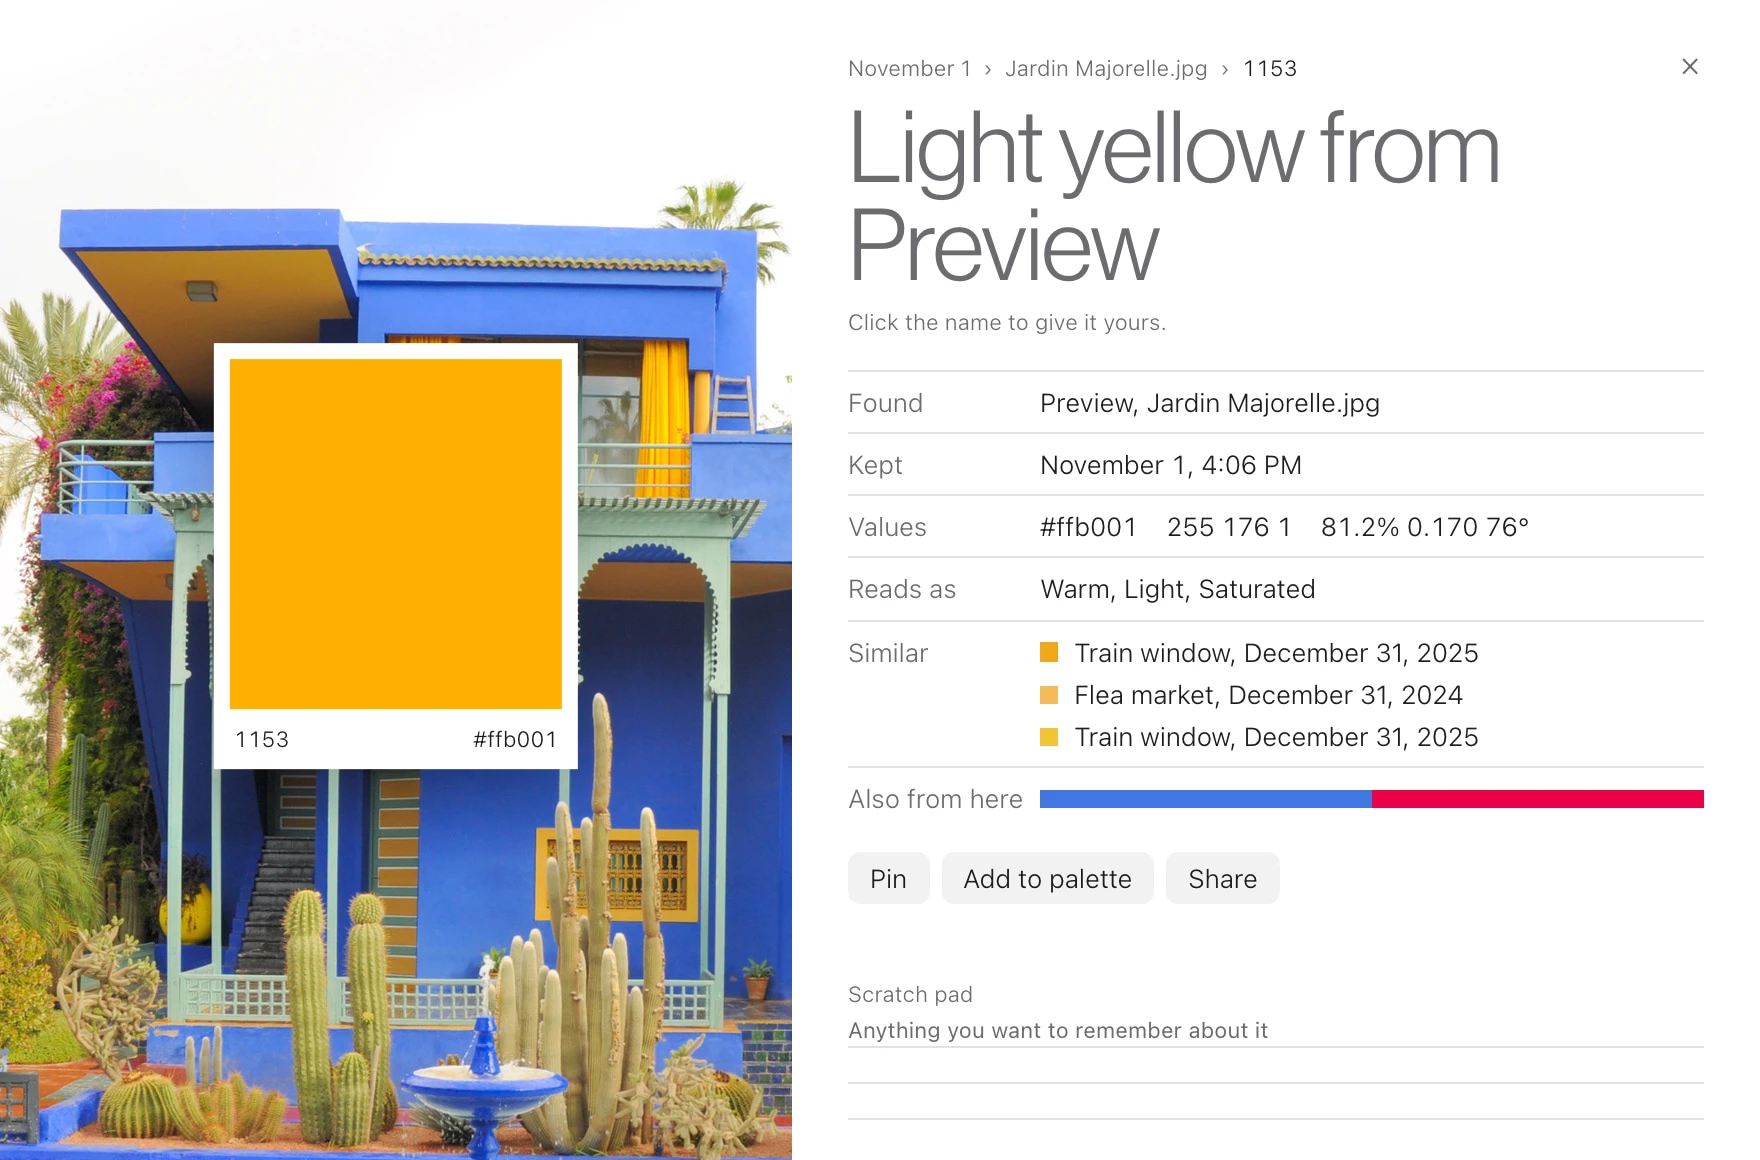 November 1 › Jardin Majorelle.jpg › 1153
Light yellow from
Preview
Click the name to give it yours.
Found Preview, Jardin Majorelle.jpg
Kept November 1, 4:06 PM
Values #ffb001 255 176 1 81.2% 0.170 76°
Reads as Warm, Light, Saturated
Similar Train window, December 31, 2025
Flea market, December 31, 2024
Train window, December 31, 2025
Also from here
Pin Add to palette Share
Scratch pad
Anything you want to remember about it
1153 #ffb001